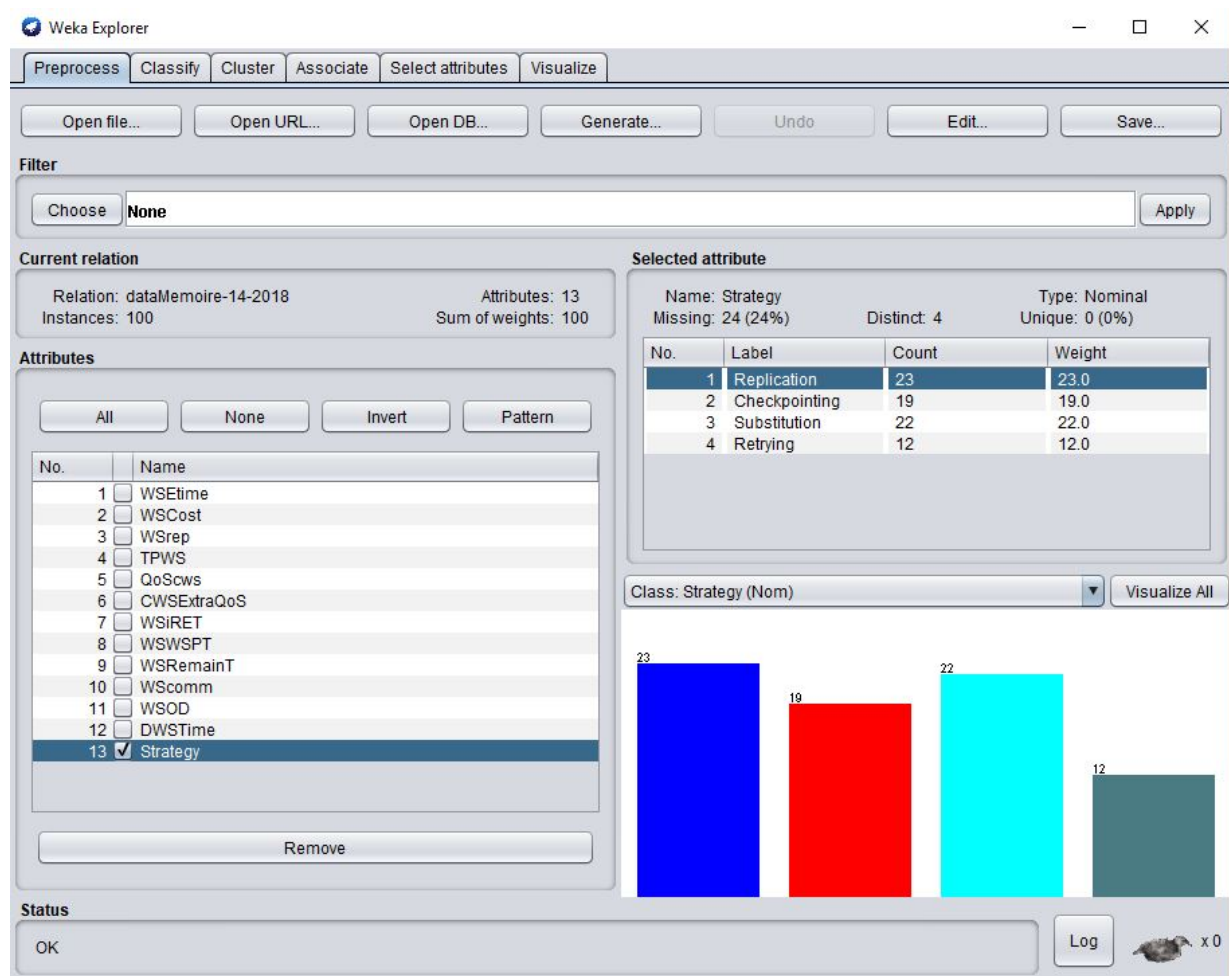 Weka Explorer
Preprocess Classify Cluster Associate Select attributes Visualize
Open file... Open URL... Open DB... Generate... Undo Edit... Save...
Filter
Choose None Apply
Current relation
Relation: dataMemoire-14-2018 Attributes: 13
Instances: 100 Sum of weights: 100
Attributes
All None Invert Pattern
No. Name
1 WSEtime
2 WSCost
3 WSrep
4 TPWS
5 QoScws
6 CWSExtraQoS
7 WSiRET
8 WSWSPT
9 WSRemainT
10 WScomm
11 WSOD
12 DWSTime
13 Strategy
Remove
Selected attribute
Name: Strategy Type: Nominal
Missing: 24 (24%) Distinct: 4 Unique: 0 (0%)
No. Label Count Weight
1 Replication 23 23.0
2 Checkpointing 19 19.0
3 Substitution 22 22.0
4 Retrying 12 12.0
Class: Strategy (Nom) Visualize All
23
19
22
12
Status
OK Log x 0